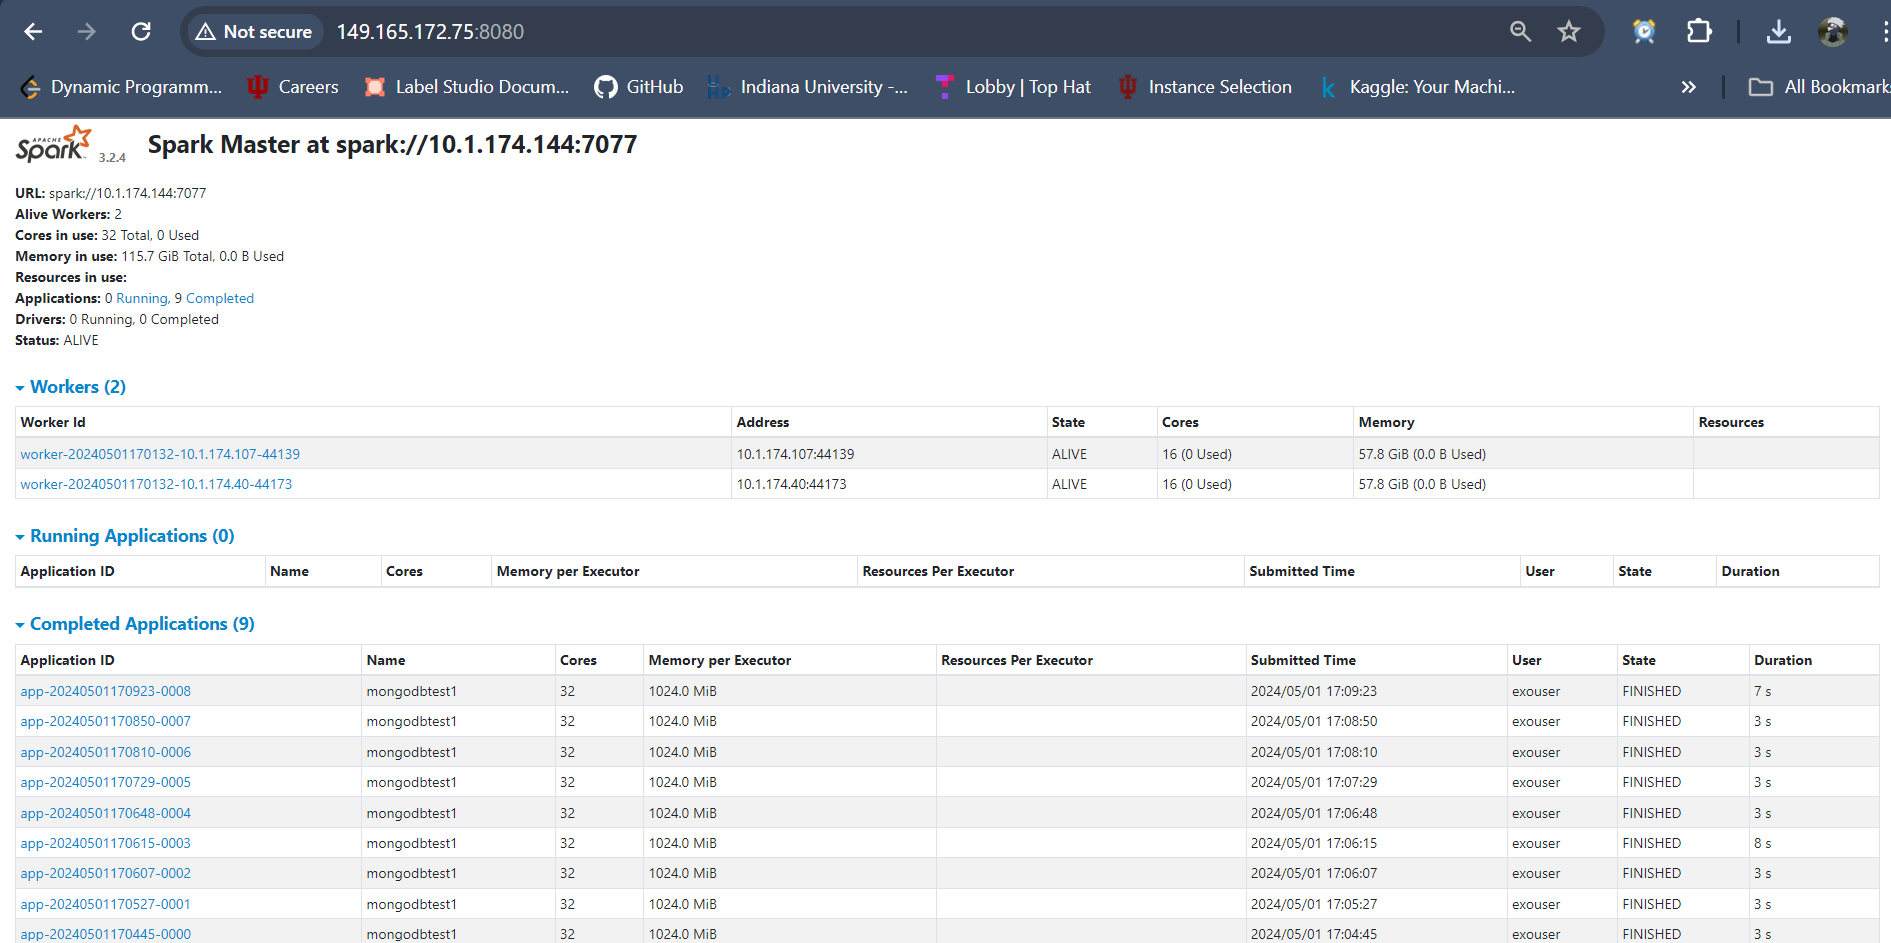 Not secure 149.165.172.75:8080
Dynamic Programm... Careers Label Studio Docum... GitHub Indiana University -... Lobby | Top Hat Instance Selection Kaggle: Your Machi... » All Bookmarks
APACHE Spark 3.2.4 Spark Master at spark://10.1.174.144:7077
URL: spark://10.1.174.144:7077
Alive Workers: 2
Cores in use: 32 Total, 0 Used
Memory in use: 115.7 GiB Total, 0.0 B Used
Resources in use:
Applications: 0 Running, 9 Completed
Drivers: 0 Running, 0 Completed
Status: ALIVE
Workers (2)
Worker Id Address State Cores Memory Resources
worker-20240501170132-10.1.174.107-44139 10.1.174.107:44139 ALIVE 16 (0 Used) 57.8 GiB (0.0 B Used)
worker-20240501170132-10.1.174.40-44173 10.1.174.40:44173 ALIVE 16 (0 Used) 57.8 GiB (0.0 B Used)
Running Applications (0)
Application ID Name Cores Memory per Executor Resources Per Executor Submitted Time User State Duration
Completed Applications (9)
Application ID Name Cores Memory per Executor Resources Per Executor Submitted Time User State Duration
app-20240501170923-0008 mongodbtest1 32 1024.0 MiB 2024/05/01 17:09:23 exouser FINISHED 7 s
app-20240501170850-0007 mongodbtest1 32 1024.0 MiB 2024/05/01 17:08:50 exouser FINISHED 3 s
app-20240501170810-0006 mongodbtest1 32 1024.0 MiB 2024/05/01 17:08:10 exouser FINISHED 3 s
app-20240501170729-0005 mongodbtest1 32 1024.0 MiB 2024/05/01 17:07:29 exouser FINISHED 3 s
app-20240501170648-0004 mongodbtest1 32 1024.0 MiB 2024/05/01 17:06:48 exouser FINISHED 3 s
app-20240501170615-0003 mongodbtest1 32 1024.0 MiB 2024/05/01 17:06:15 exouser FINISHED 8 s
app-20240501170607-0002 mongodbtest1 32 1024.0 MiB 2024/05/01 17:06:07 exouser FINISHED 3 s
app-20240501170527-0001 mongodbtest1 32 1024.0 MiB 2024/05/01 17:05:27 exouser FINISHED 3 s
app-20240501170445-0000 mongodbtest1 32 1024.0 MiB 2024/05/01 17:04:45 exouser FINISHED 3 s